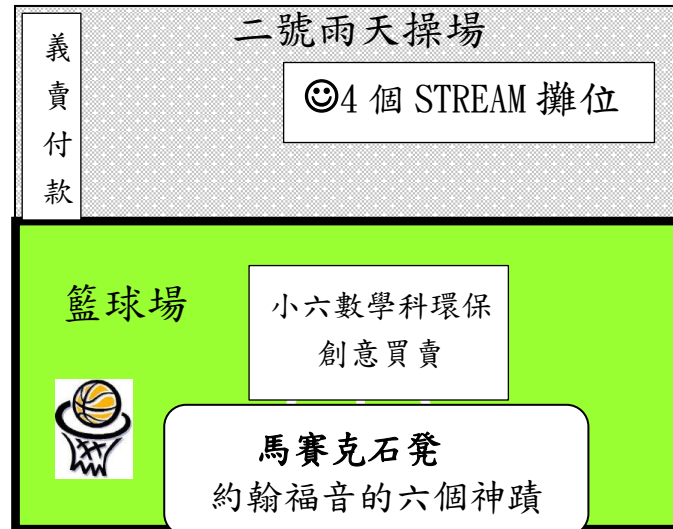 二號雨天操場
義賣付款
☺4 個 STREAM 攤位
籃球場
小六數學科環保
創意買賣
馬賽克石凳
約翰福音的六個神蹟